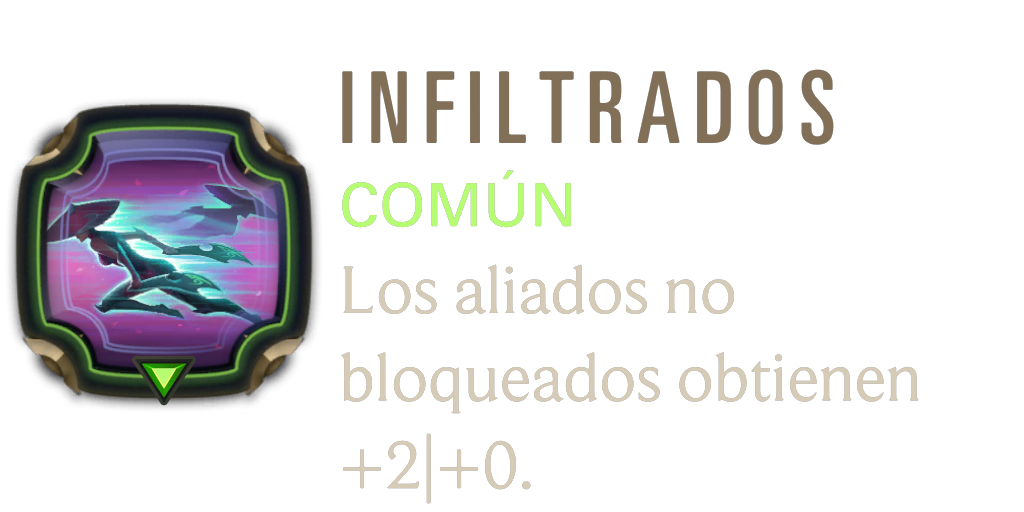 INFILTRADOS
COMÚN
Los aliados no
bloqueados obtienen
+2|+0.